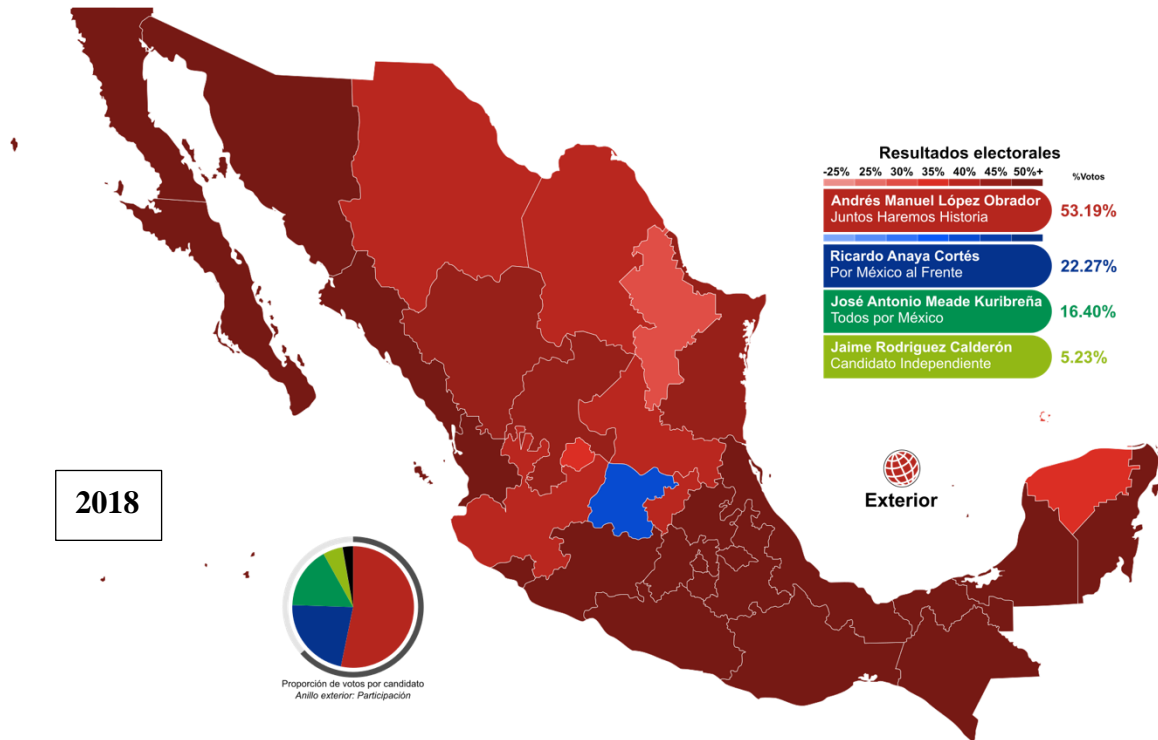 Resultados electorales
-25% 25% 30% 35% 40% 45% 50%+ %Votos
Andrés Manuel López Obrador
Juntos Haremos Historia
53.19%
Ricardo Anaya Cortés
Por México al Frente
22.27%
José Antonio Meade Kuribreña
Todos por México
16.40%
Jaime Rodriguez Calderón
Candidato Independiente
5.23%
Exterior
2018
Proporción de votos por candidato
Anillo exterior: Participación